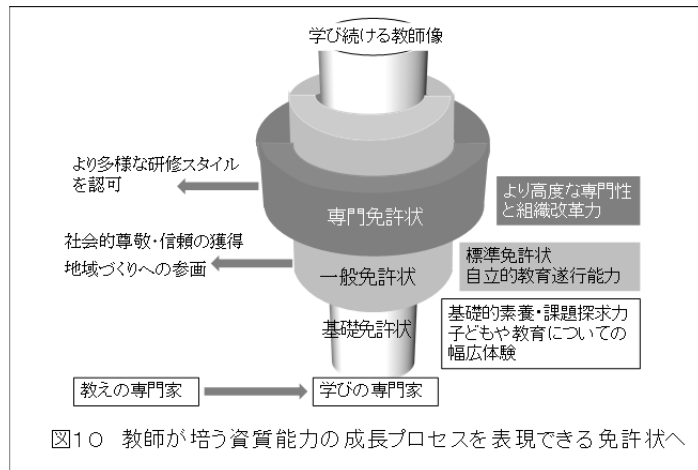 学び続ける教師像
より多様な研修スタイル
を認可
専門免許状
より高度な専門性
と組織改革力
社会的尊敬・信頼の獲得
地域づくりへの参画
一般免許状
標準免許状
自立的教育遂行能力
基礎免許状
基礎的素養・課題探求力
子どもや教育についての
幅広体験
教えの専門家
学びの専門家
図10 教師が培う資質能力の成長プロセスを表現できる免許状へ